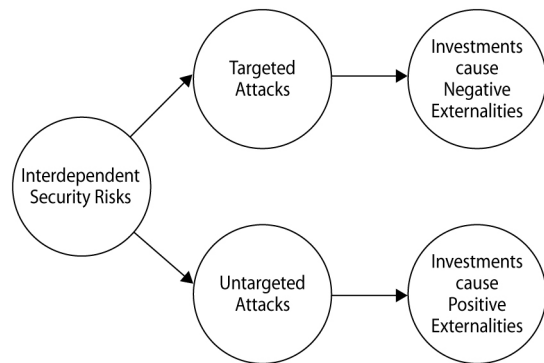 Interdependent
Security Risks
Targeted
Attacks
Investments
cause
Negative
Externalities
Untargeted
Attacks
Investments
cause
Positive
Externalities